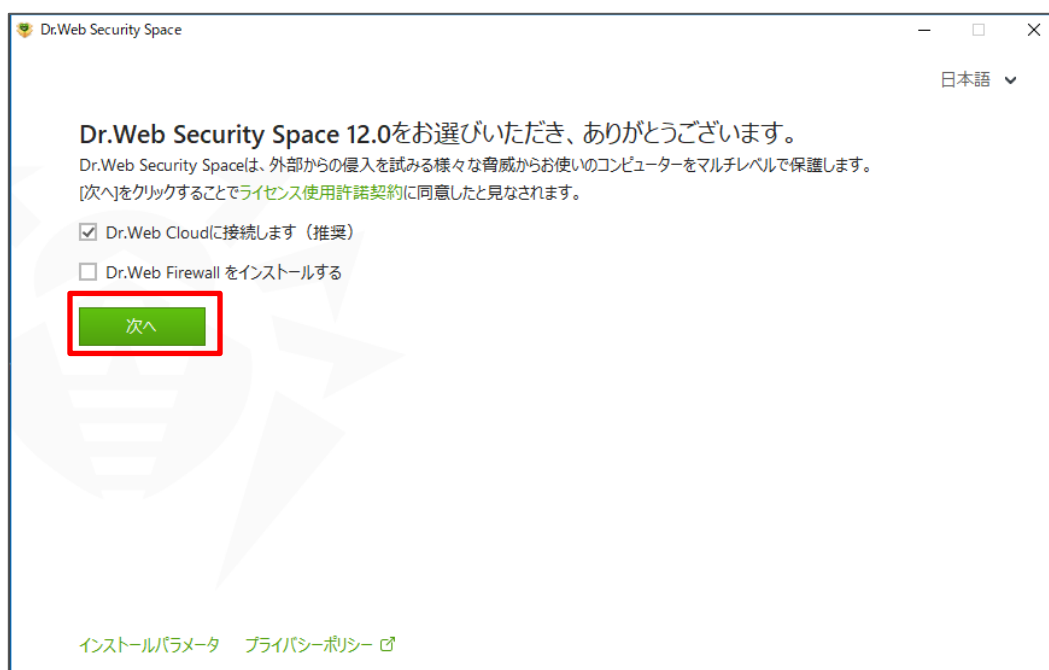 Dr.Web Security Space
日本語
Dr.Web Security Space 12.0をお選びいただき、ありがとうございます。
Dr.Web Security Spaceは、外部からの侵入を試みる様々な脅威からお使いのコンピューターをマルチレベルで保護します。
[次へ]をクリックすることでライセンス使用許諾契約に同意したと見なされます。
Dr.Web Cloudに接続します（推奨）
Dr.Web Firewall をインストールする
次へ
インストールパラメータ プライバシーポリシー